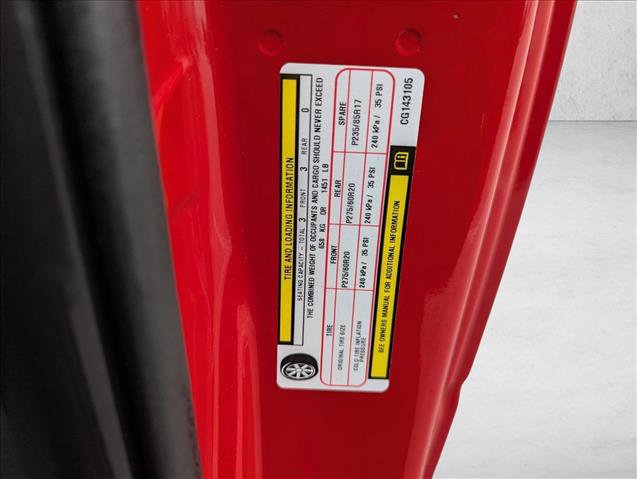 TIRE AND LOADING INFORMATION
SEATING CAPACITY - TOTAL 3 FRONT 3 REAR 0
THE COMBINED WEIGHT OF OCCUPANTS AND CARGO SHOULD NEVER EXCEED
658 KG OR 1451 LB
TIRE FRONT REAR SPARE
ORIGINAL TIRE SIZE P275/60R20 P275/60R20 P235/85R17
COLD TIRE INFLATION PRESSURE 240 kPa / 35 PSI 240 kPa / 35 PSI 240 kPa / 35 PSI
SEE OWNERS MANUAL FOR ADDITIONAL INFORMATION
CG143105